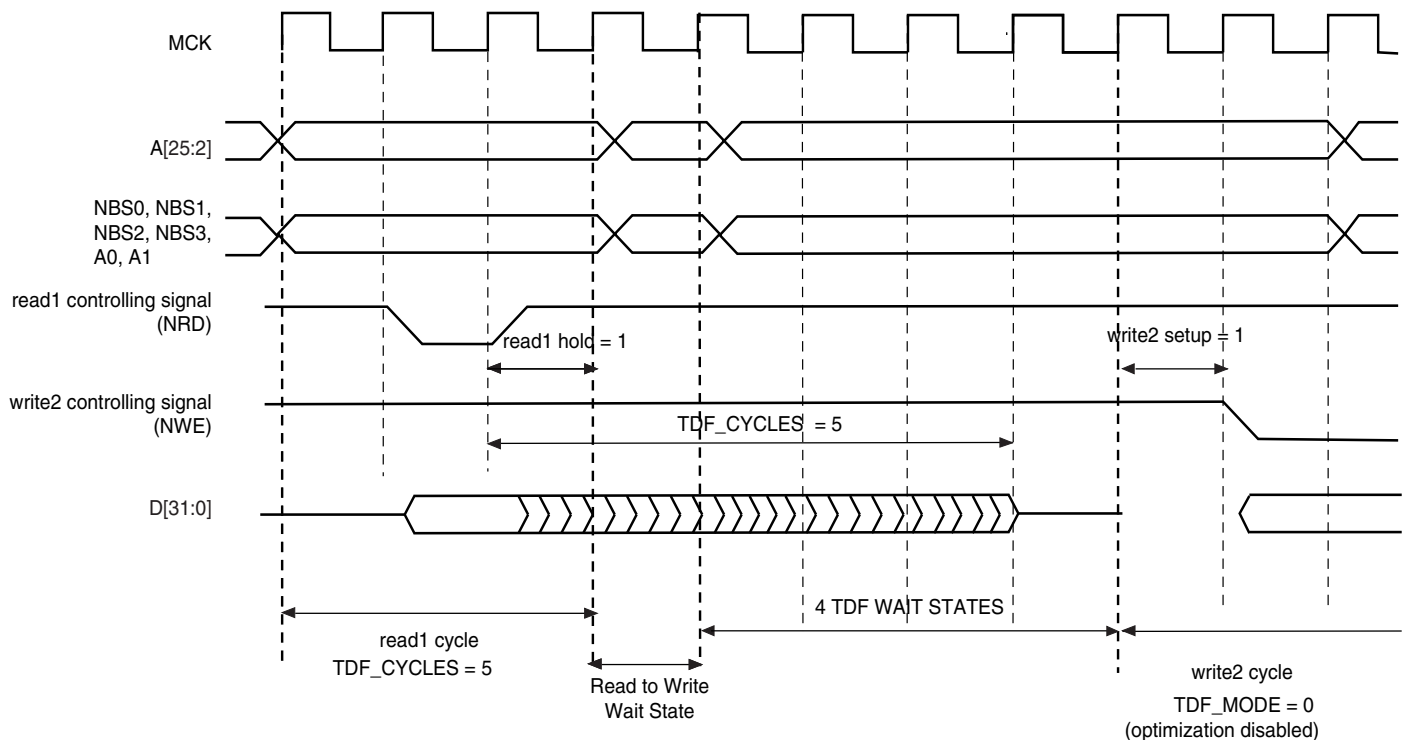 MCK
A[25:2]
NBS0, NBS1,
NBS2, NBS3,
A0, A1
read1 controlling signal
(NRD)
read1 hold = 1
write2 setup = 1
write2 controlling signal
(NWE)
TDF_CYCLES = 5
D[31:0]
4 TDF WAIT STATES
read1 cycle
TDF_CYCLES = 5
Read to Write
Wait State
write2 cycle
TDF_MODE = 0
(optimization disabled)